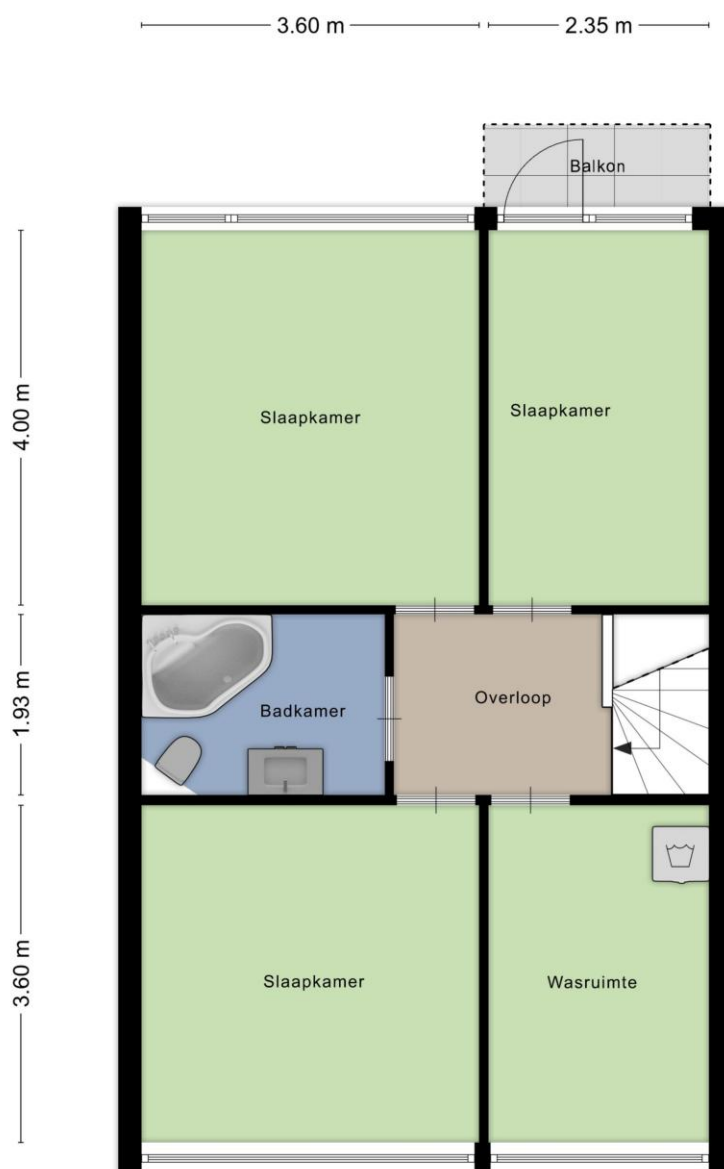 3.60 m
2.35 m
Balkon
4.00 m
Slaapkamer
Slaapkamer
1.93 m
Badkamer
Overloop
3.60 m
Slaapkamer
Wasruimte